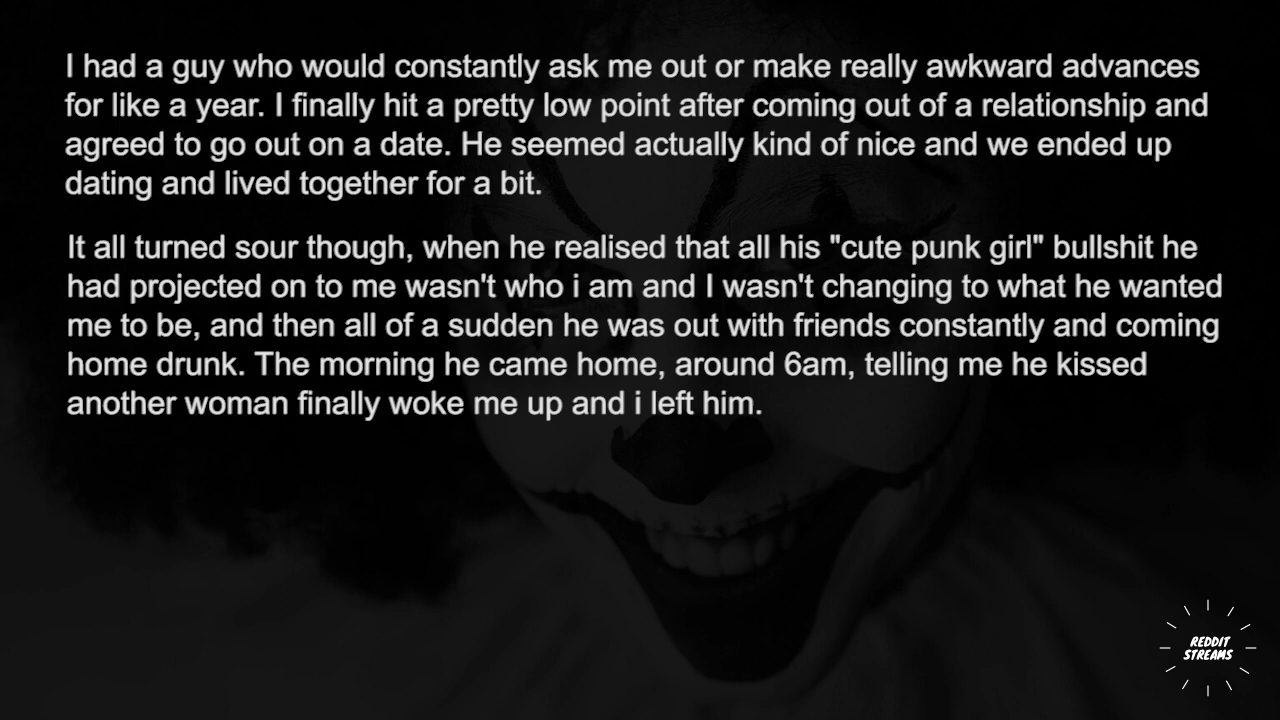 I had a guy who would constantly ask me out or make really awkward advances
for like a year. I finally hit a pretty low point after coming out of a relationship and
agreed to go out on a date. He seemed actually kind of nice and we ended up
dating and lived together for a bit.
It all turned sour though, when he realised that all his "cute punk girl" bullshit he
had projected on to me wasn't who i am and I wasn't changing to what he wanted
me to be, and then all of a sudden he was out with friends constantly and coming
home drunk. The morning he came home, around 6am, telling me he kissed
another woman finally woke me up and i left him.
REDDIT
STREAMS